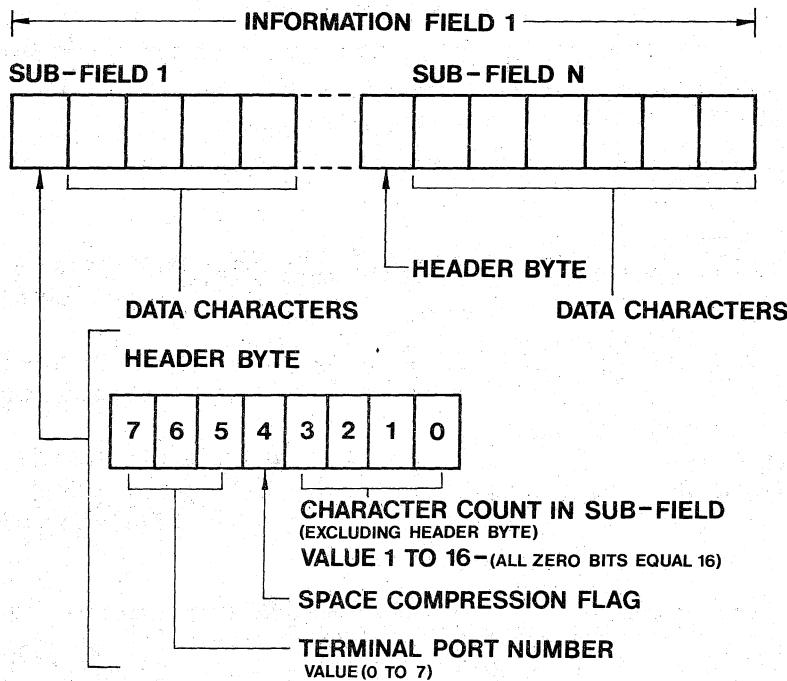 INFORMATION FIELD 1
SUB-FIELD 1
SUB-FIELD N
HEADER BYTE
DATA CHARACTERS
DATA CHARACTERS
HEADER BYTE
7 6 5 4 3 2 1 0
CHARACTER COUNT IN SUB-FIELD
(EXCLUDING HEADER BYTE)
VALUE 1 TO 16-(ALL ZERO BITS EQUAL 16)
SPACE COMPRESSION FLAG
TERMINAL PORT NUMBER
VALUE (0 TO 7)